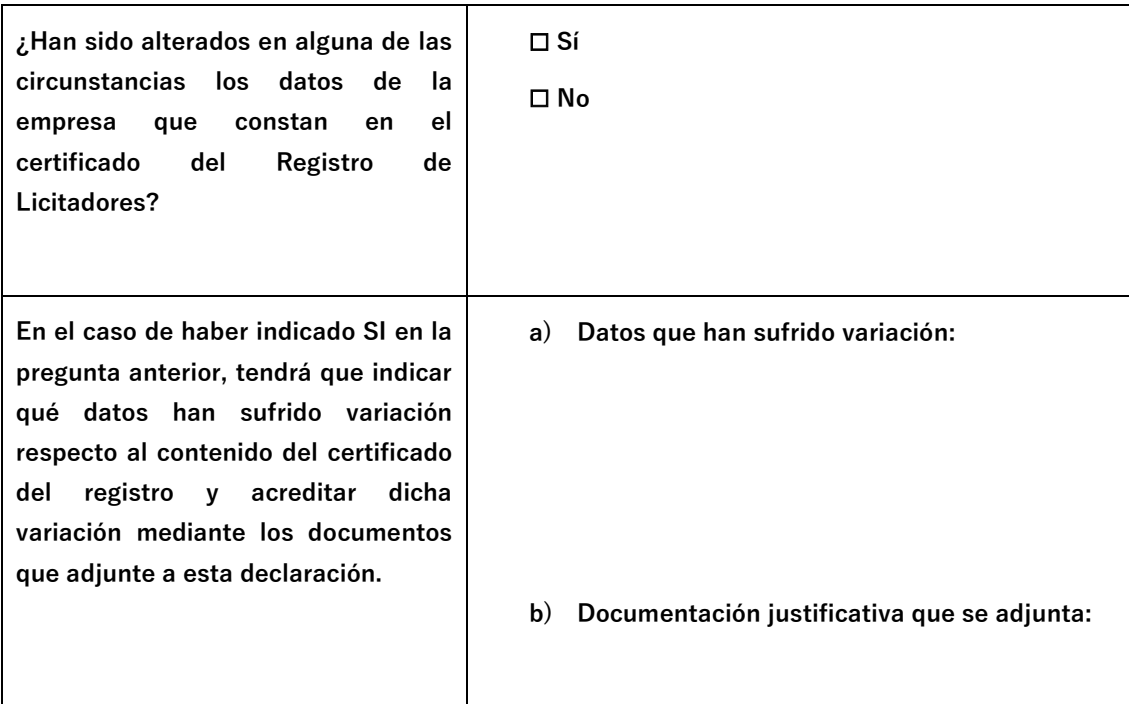 ¿Han sido alterados en alguna de las
circunstancias los datos de la
empresa que constan en el
certificado del Registro de
Licitadores?
☐ Sí
☐ No
En el caso de haber indicado SI en la
pregunta anterior, tendrá que indicar
qué datos han sufrido variación
respecto al contenido del certificado
del registro y acreditar dicha
variación mediante los documentos
que adjunte a esta declaración.
a) Datos que han sufrido variación:
b) Documentación justificativa que se adjunta: